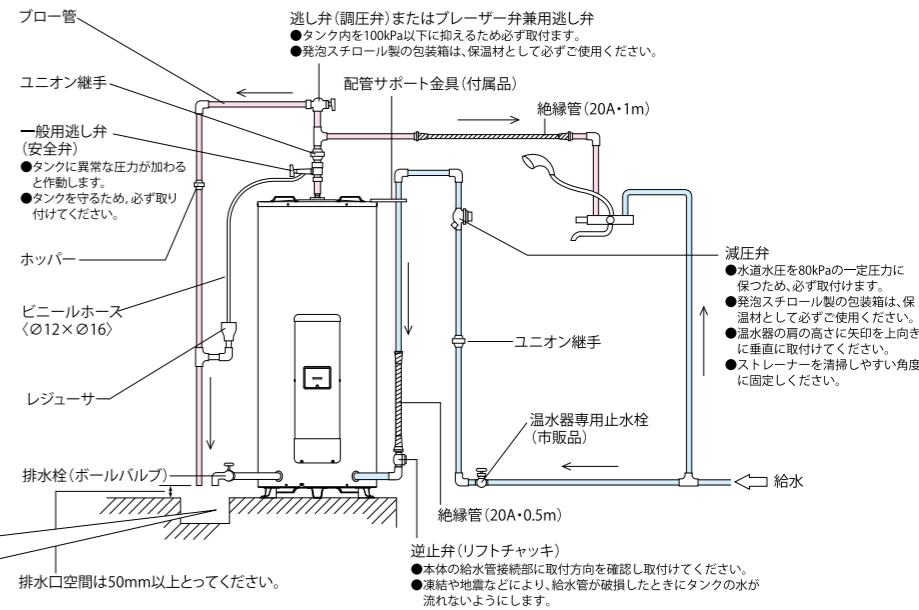 ブロー管
逃し弁（調圧弁）またはブレーザー弁兼用逃し弁
●タンク内を100kPa以下に抑えるため必ず取付ます。
●発泡スチロール製の包装箱は、保温材として必ずご使用ください。
ユニオン継手
配管サポート金具（付属品）
絶縁管（20A・1m）
一般用逃し弁
（安全弁）
●タンクに異常な圧力が加わる
と作動します。
●タンクを守るため，必ず取り
付けてください。
ホッパー
ビニールホース
〈∅12×∅16〉
レジューサー
減圧弁
●水道水圧を80kPaの一定圧力に
保つため、必ず取付けます。
●発泡スチロール製の包装箱は、保
温材として必ずご使用ください。
●温水器の肩の高さに矢印を上向き
に垂直に取付けてください。
●ストレーナーを清掃しやすい角度
に固定しください。
ユニオン継手
温水器専用止水栓
（市販品）
排水栓（ボールバルブ）
給水
絶縁管（20A・0.5m）
排水口空間は50mm以上とってください。
逆止弁（リフトチャッキ）
●本体の給水管接続部に取付方向を確認し取付けてください。
●凍結や地震などにより、給水管が破損したときにタンクの水が
流れないようにします。